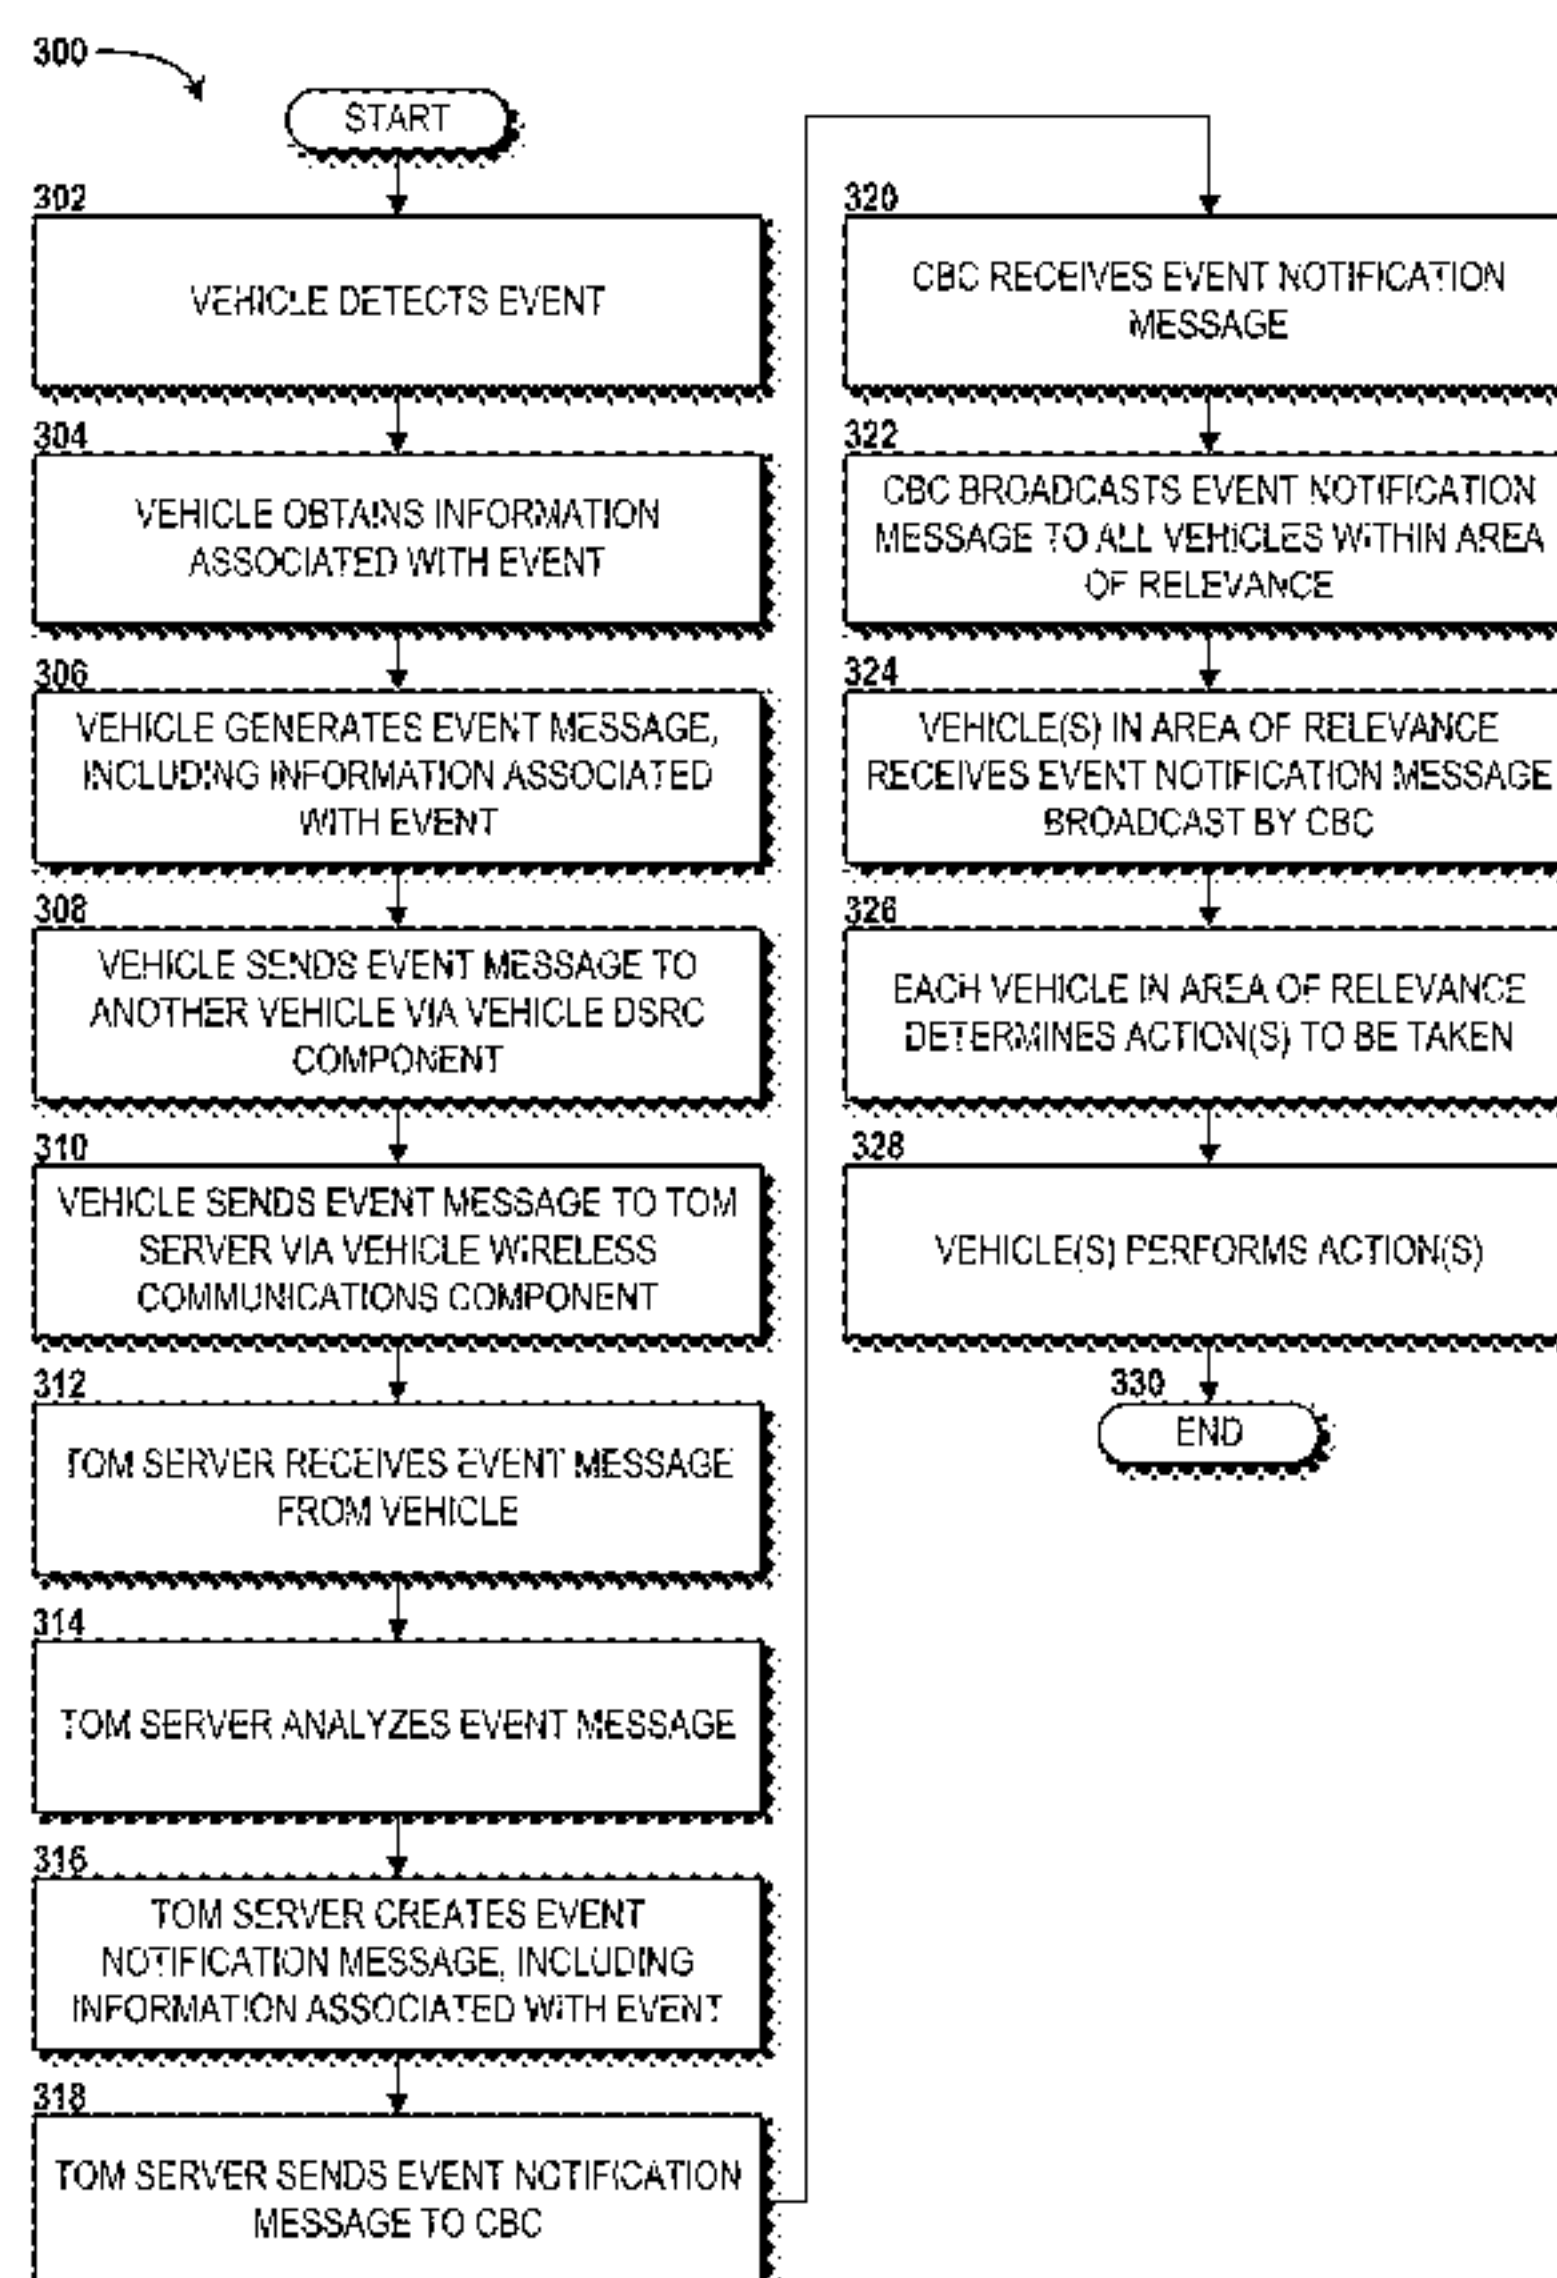 300
START
302
VEHICLE DETECTS EVENT
304
VEHICLE OBTAINS INFORMATION
ASSOCIATED WITH EVENT
306
VEHICLE GENERATES EVENT MESSAGE,
INCLUDING INFORMATION ASSOCIATED
WITH EVENT
308
VEHICLE SENDS EVENT MESSAGE TO
ANOTHER VEHICLE VIA VEHICLE DSRC
COMPONENT
310
VEHICLE SENDS EVENT MESSAGE TO TOM
SERVER VIA VEHICLE WIRELESS
COMMUNICATIONS COMPONENT
312
TOM SERVER RECEIVES EVENT MESSAGE
FROM VEHICLE
314
TOM SERVER ANALYZES EVENT MESSAGE
316
TOM SERVER CREATES EVENT
NOTIFICATION MESSAGE, INCLUDING
INFORMATION ASSOCIATED WITH EVENT
318
TOM SERVER SENDS EVENT NOTIFICATION
MESSAGE TO CBC
320
CBC RECEIVES EVENT NOTIFICATION
MESSAGE
322
CBC BROADCASTS EVENT NOTIFICATION
MESSAGE TO ALL VEHICLES WITHIN AREA
OF RELEVANCE
324
VEHICLE(S) IN AREA OF RELEVANCE
RECEIVES EVENT NOTIFICATION MESSAGE
BROADCAST BY CBC
326
EACH VEHICLE IN AREA OF RELEVANCE
DETERMINES ACTION(S) TO BE TAKEN
328
VEHICLE(S) PERFORMS ACTION(S)
330
END